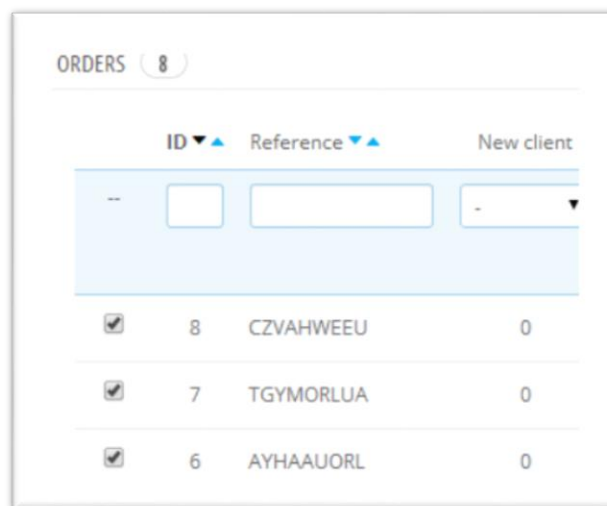 ORDERS 8
ID Reference New client
-- -
8 CZVAHWEEU 0
7 TGYMORLUA 0
6 AYHAAUORL 0